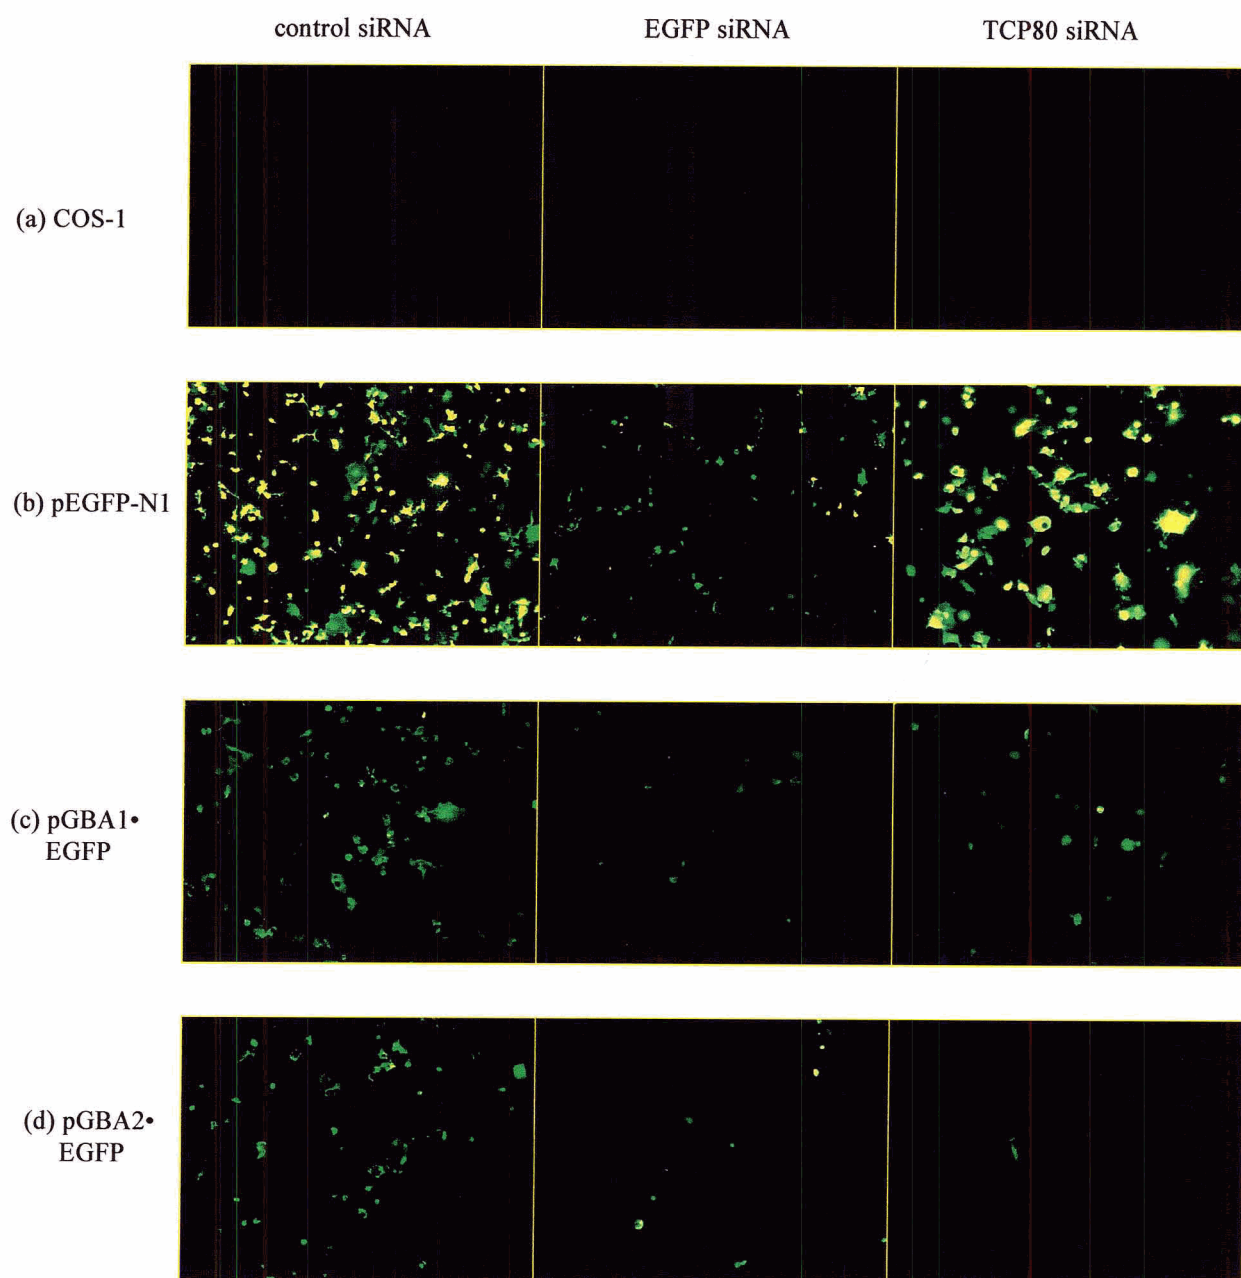 control siRNA EGFP siRNA TCP80 siRNA
(a) COS-1
(b) pEGFP-N1
(c) pGBA1•
EGFP
(d) pGBA2•
EGFP